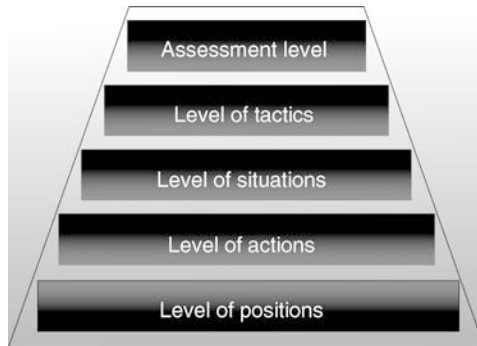 Assessment level
Level of tactics
Level of situations
Level of actions
Level of positions